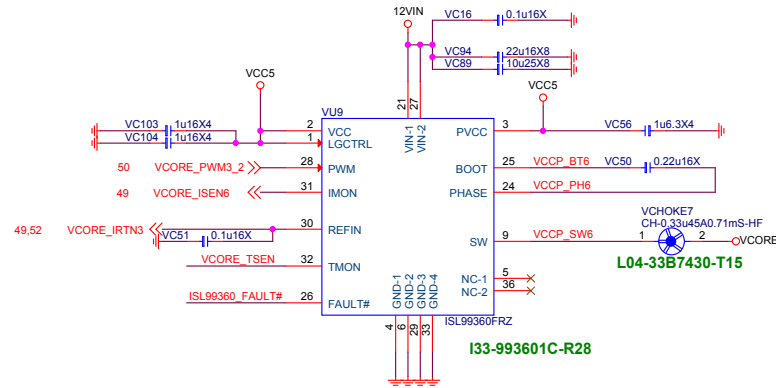 12VIN
VC16 0.1u16X
VC94 22u16X8
VC89 10u25X8
VCC5
VCC5
VC103 1u16X4
VC104 1u16X4
VU9
21 27
VIN-1 VIN-2
2 VCC
1 LGCTRL
PVCC 3
VC56 1u6.3X4
50 VCORE_PWM3_2 28 PWM
BOOT 25 VCCP_BT6 VC50 0.22u16X
49 VCORE_ISEN6 31 IMON
PHASE 24 VCCP_PH6
VCHOKE7
CH-0.33u45A0.71mS-HF
49,52 VCORE_IRTN3 30 REFIN
VC51 0.1u16X
SW 9 VCCP_SW6 1 2 VCORE
L04-33B7430-T15
VCORE_TSEN 32 TMON
NC-1 5
NC-2 36
ISL99360_FAULT# 26 FAULT#
GND-1 GND-2 GND-3 GND-4
4 6 29 33
ISL99360FRZ
I33-993601C-R28